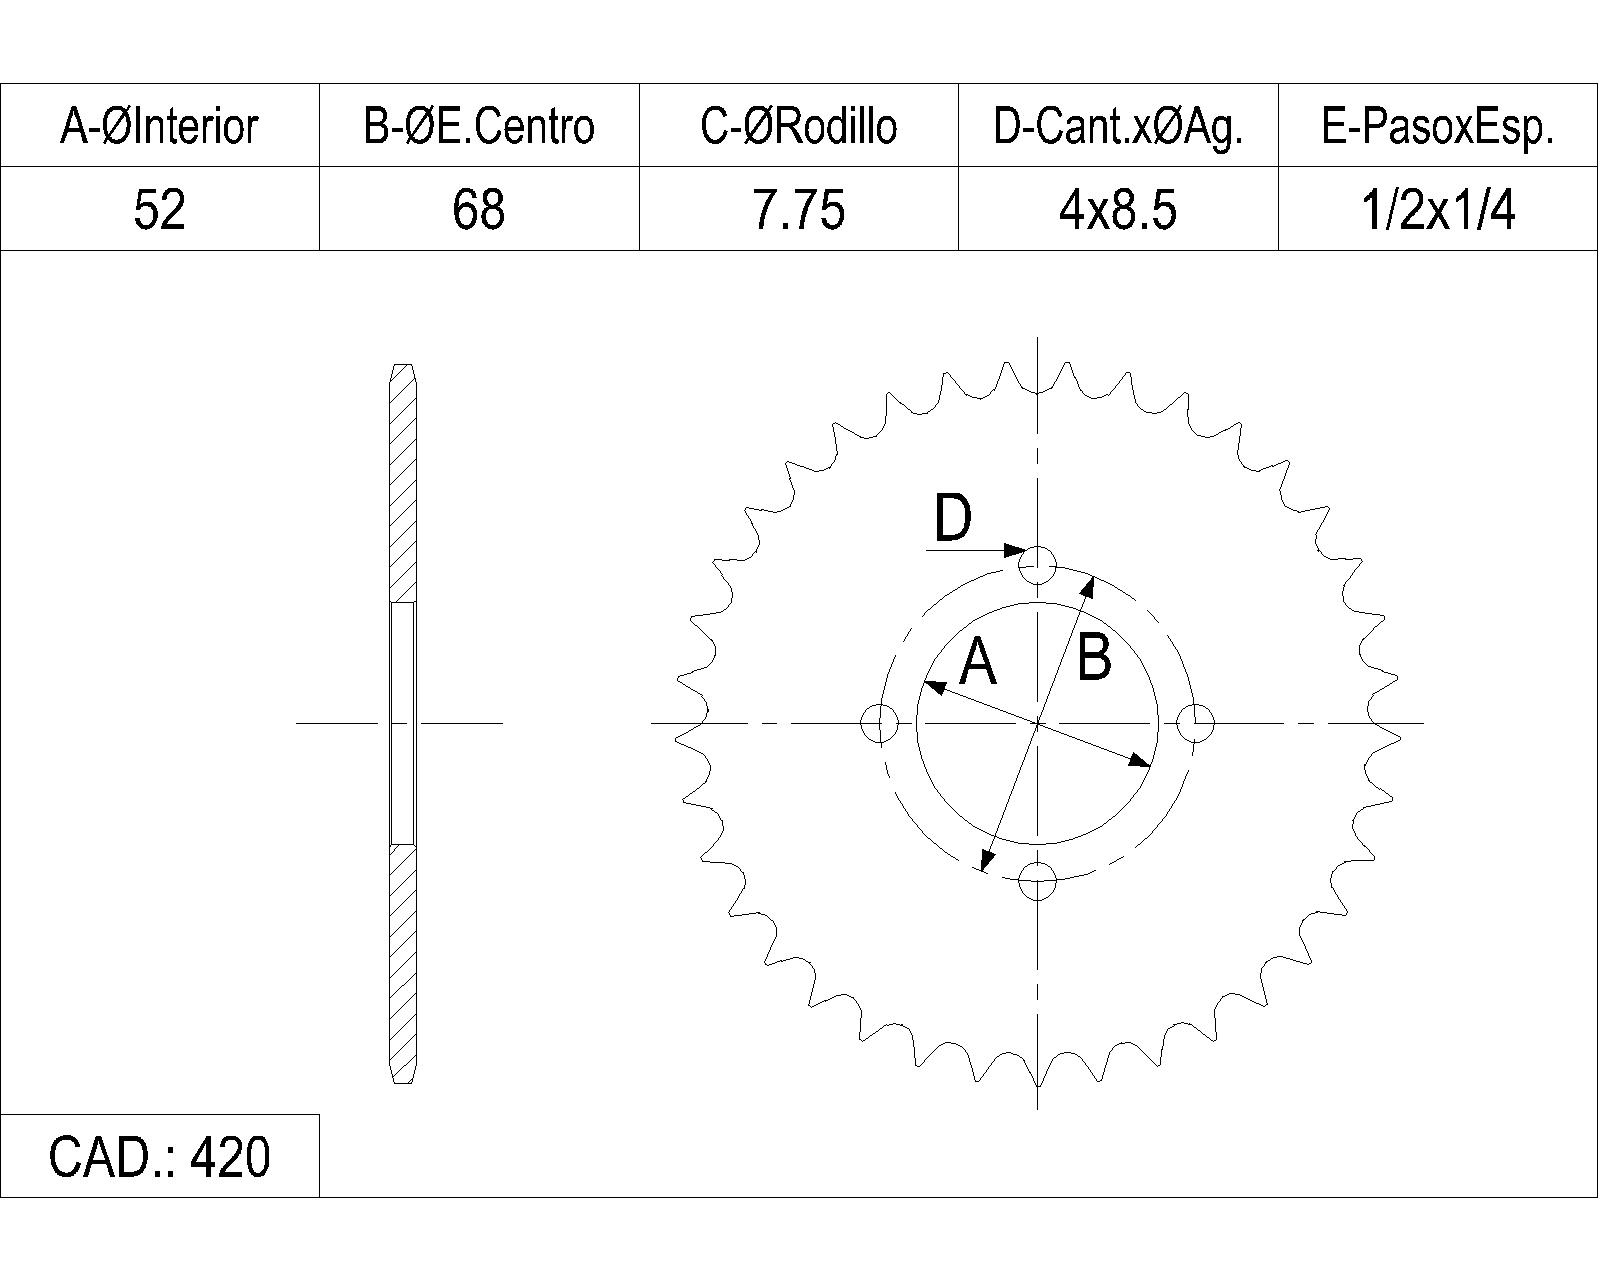 A-ØInterior B-ØE.Centro C-ØRodillo D-Cant.xØAg. E-PasoxEsp.
52 68 7.75 4x8.5 1/2x1/4
D
A B
CAD.: 420